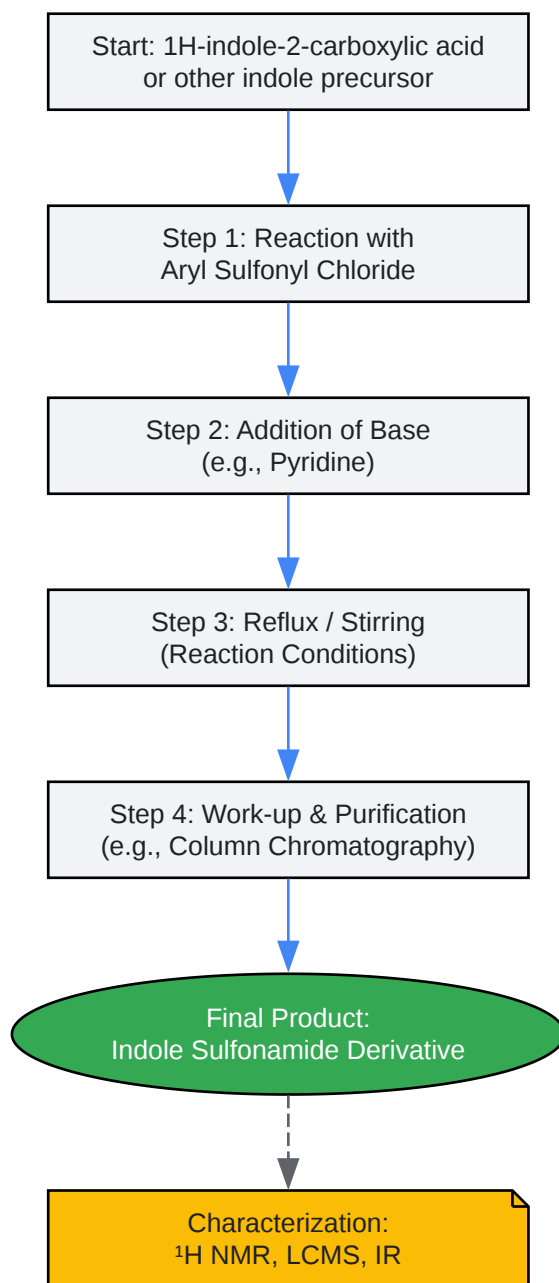 Start: 1H-indole-2-carboxylic acid
or other indole precursor
Step 1: Reaction with
Aryl Sulfonyl Chloride
Step 2: Addition of Base
(e.g., Pyridine)
Step 3: Reflux / Stirring
(Reaction Conditions)
Step 4: Work-up & Purification
(e.g., Column Chromatography)
Final Product:
Indole Sulfonamide Derivative
Characterization:
¹H NMR, LCMS, IR